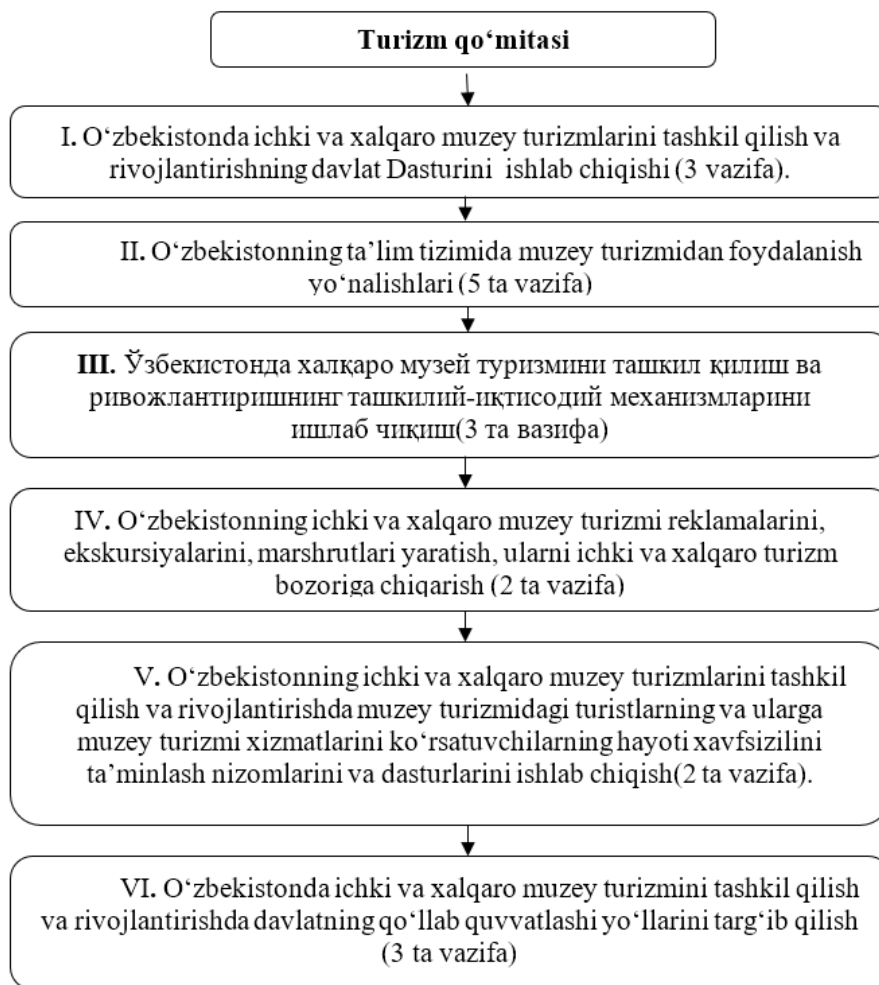 Turizm qo‘mitasi
I. O‘zbekistonda ichki va xalqaro muzey turizmlarini tashkil qilish va
rivojlantirishning davlat Dasturini ishlab chiqishi (3 vazifa).
II. O‘zbekistonning ta’lim tizimida muzey turizmidan foydalanish
yo‘nalishlari (5 ta vazifa)
III. Ўзбекистонда халқаро музей туризмини ташкил қилиш ва
ривожлантиришнинг ташкилий-иқтисодий механизмларини
ишлаб чиқиш(3 та вазифа)
IV. O‘zbekistonning ichki va xalqaro muzey turizmi reklamalarini,
ekskursiyalarini, marshrutlari yaratish, ularni ichki va xalqaro turizm
bozoriga chiqarish (2 ta vazifa)
V. O‘zbekistonning ichki va xalqaro muzey turizmlarini tashkil
qilish va rivojlantirishda muzey turizmidagi turistlarning va ularga
muzey turizmi xizmatlarini ko‘rsatuvchilarning hayoti xavfsizilini
ta’minlash nizomlarini va dasturlarini ishlab chiqish(2 ta vazifa).
VI. O‘zbekistonda ichki va xalqaro muzey turizmini tashkil qilish
va rivojlantirishda davlatning qo‘llab quvvatlashi yo‘llarini targ‘ib qilish
(3 ta vazifa)